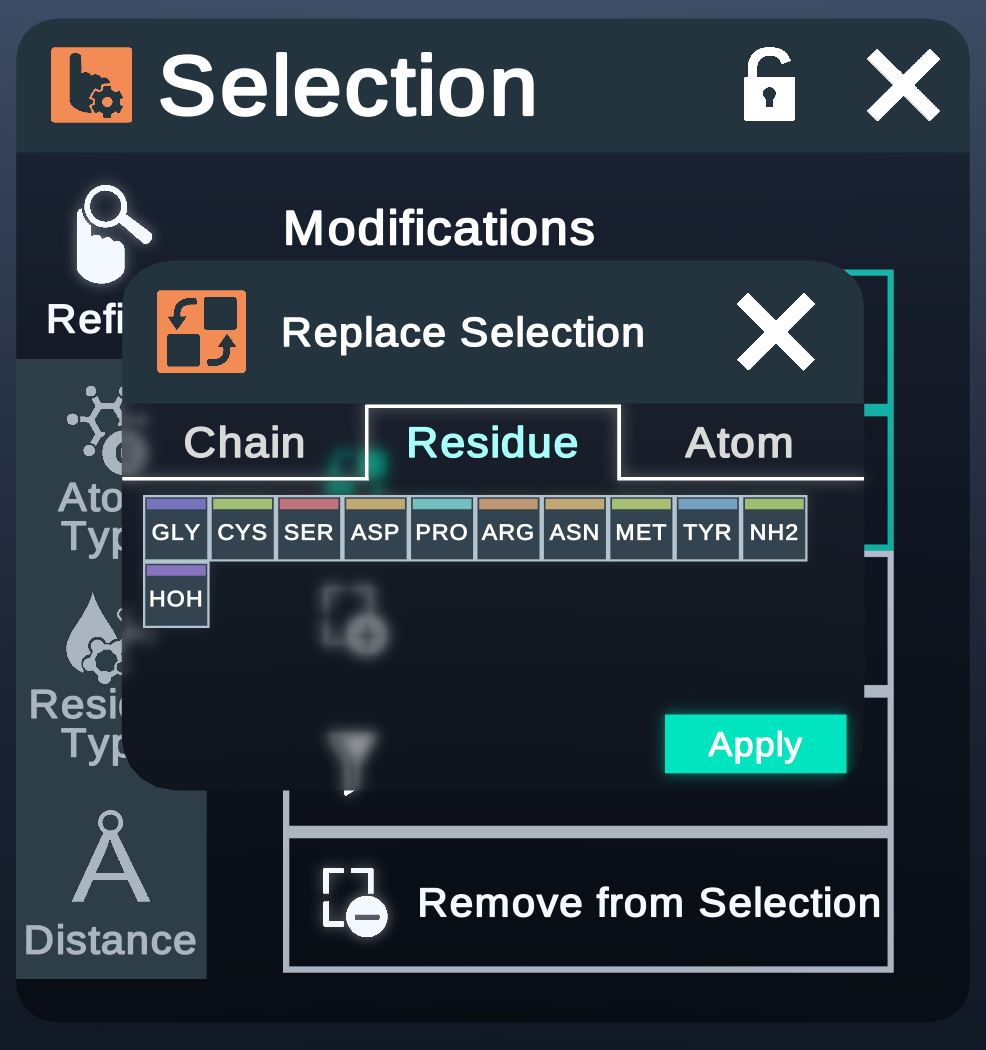 Selection
Modifications
Refi
Replace Selection
Chain Residue Atom
GLY CYS SER ASP PRO ARG ASN MET TYR NH2
HOH
Ato
Typ
Resi
Typ
Apply
Remove from Selection
Distance